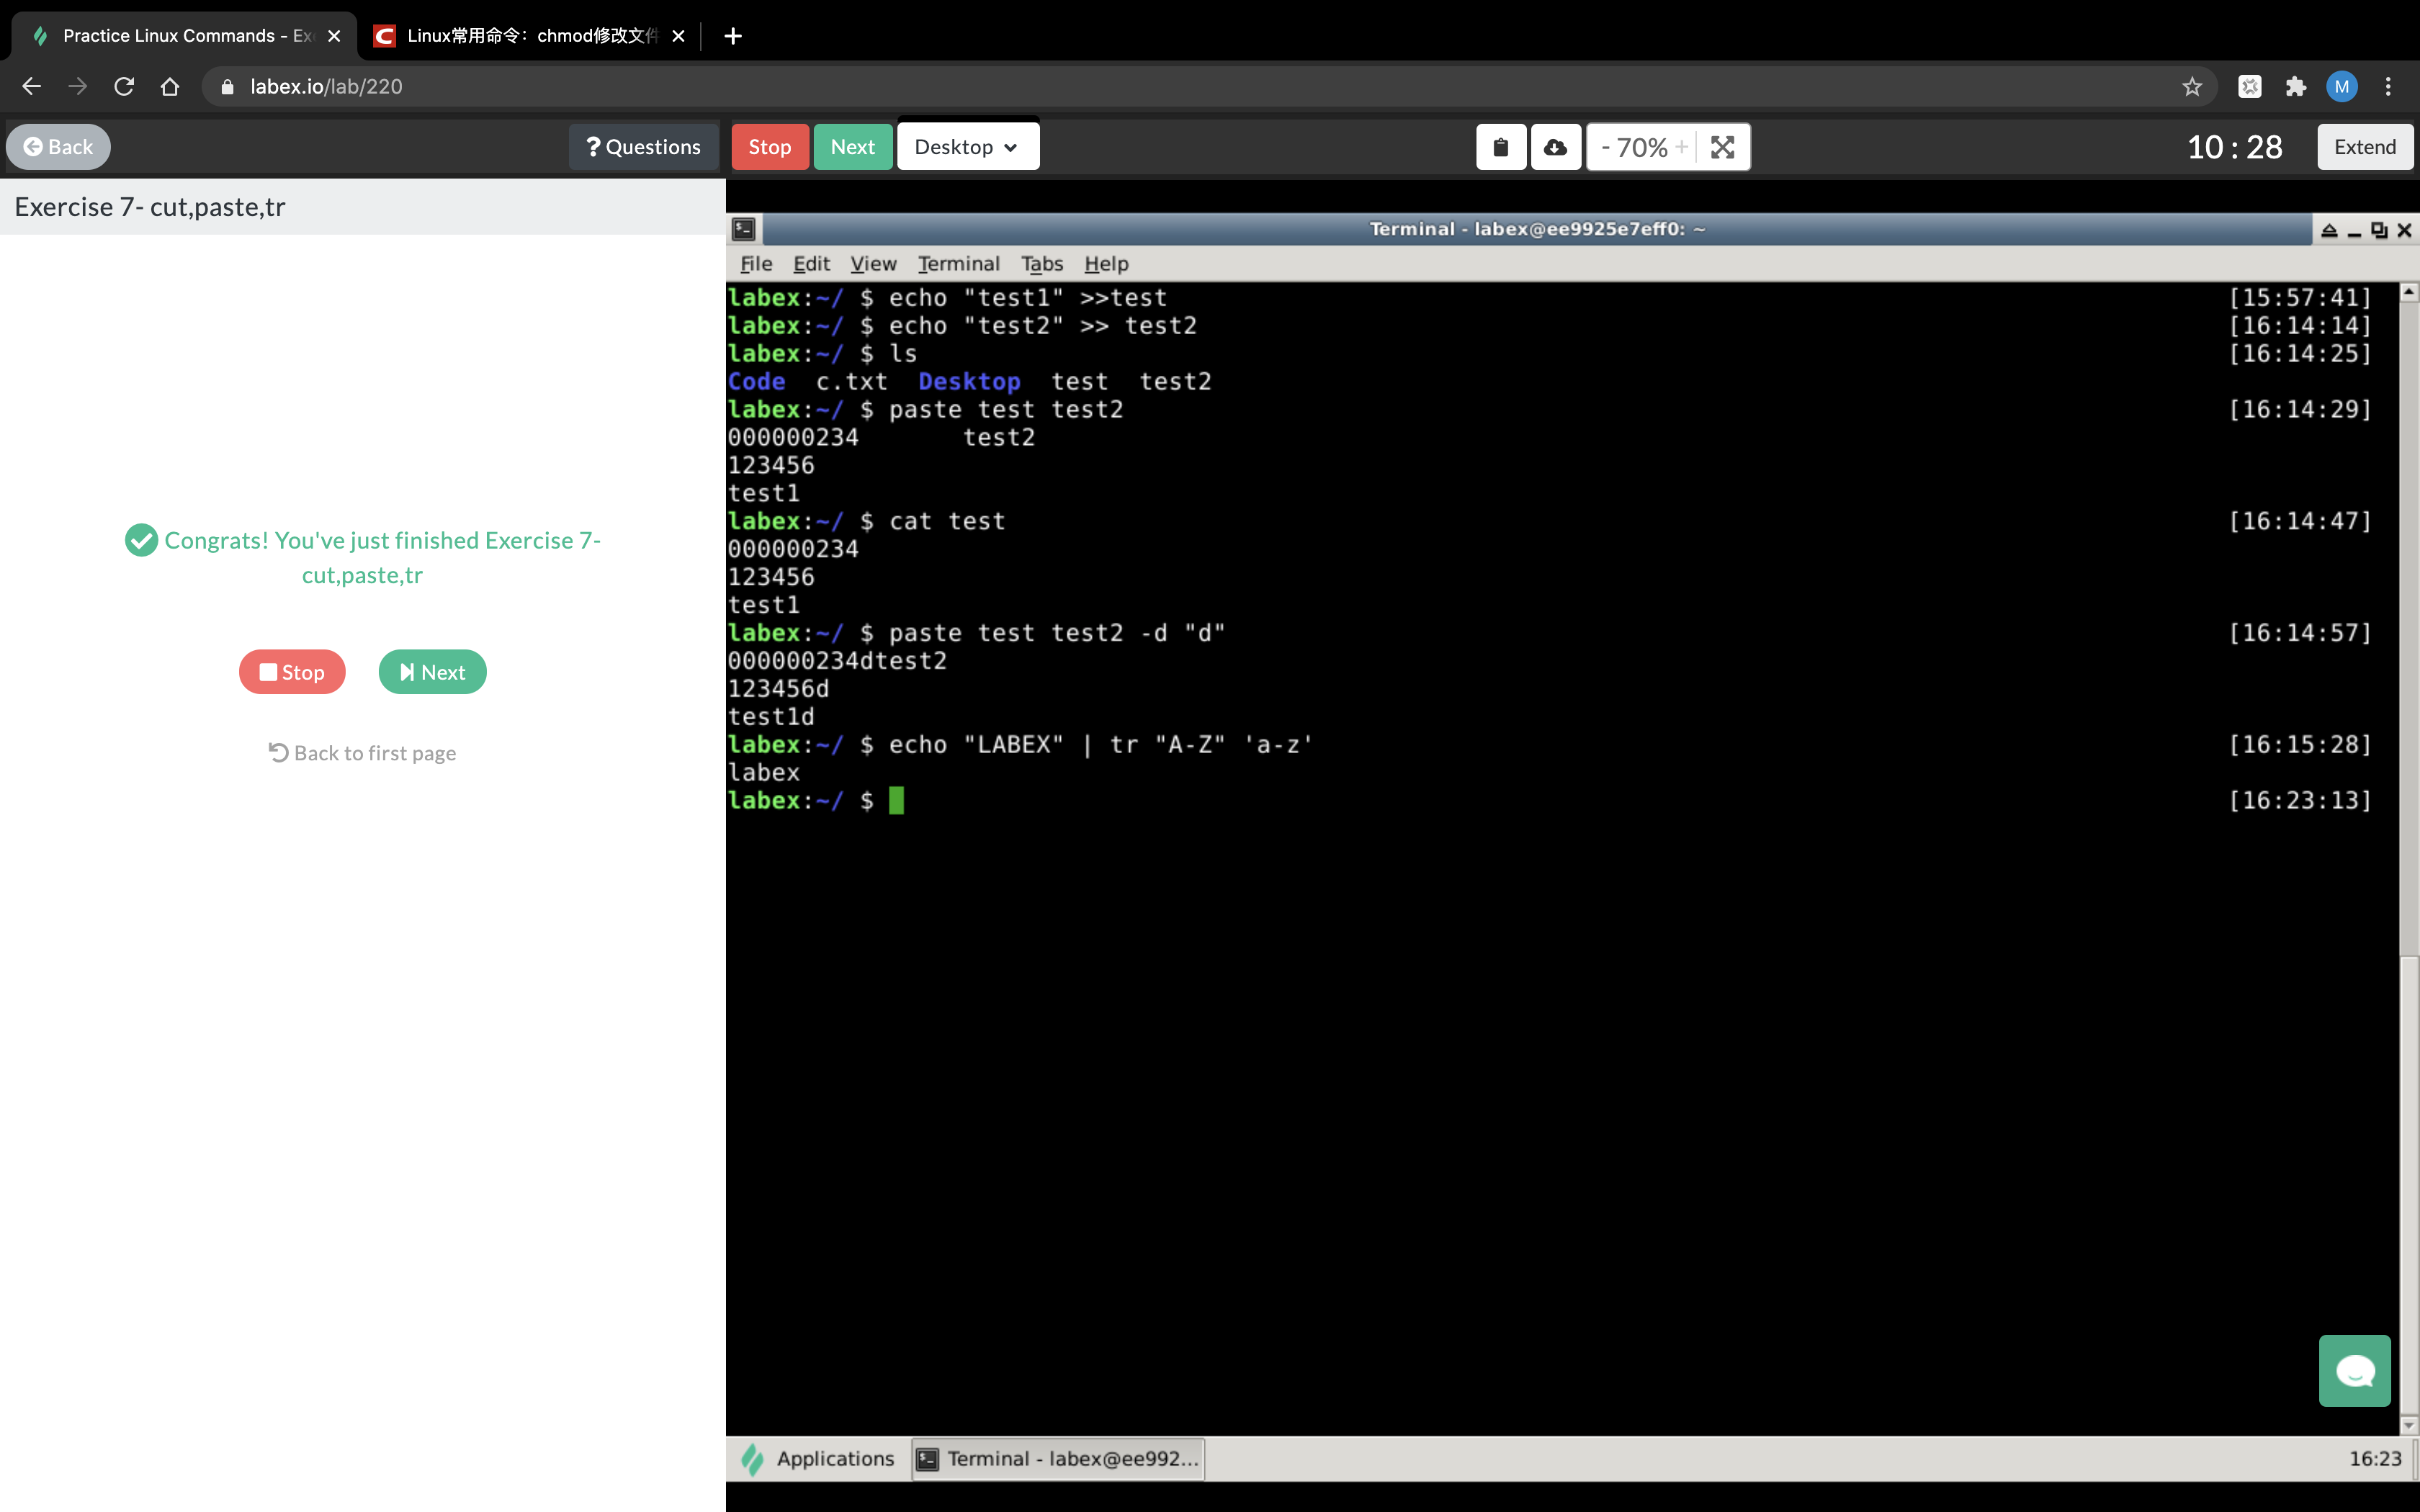 Practice Linux Commands - Ex
Linux常用命令：chmod修改文件
labex.io/lab/220
M
Back
? Questions
Stop
Next
Desktop
- 70% +
10 : 28
Extend
Exercise 7- cut,paste,tr
Congrats! You've just finished Exercise 7-
cut,paste,tr
Stop
Next
Back to first page
Terminal - labex@ee9925e7eff0: ~
File Edit View Terminal Tabs Help
labex:~/ $ echo "test1" >>test [15:57:41]
labex:~/ $ echo "test2" >> test2 [16:14:14]
labex:~/ $ ls [16:14:25]
Code c.txt Desktop test test2
labex:~/ $ paste test test2 [16:14:29]
000000234 test2
123456
test1
labex:~/ $ cat test [16:14:47]
000000234
123456
test1
labex:~/ $ paste test test2 -d "d" [16:14:57]
000000234dtest2
123456d
test1d
labex:~/ $ echo "LABEX" | tr "A-Z" 'a-z' [16:15:28]
labex
labex:~/ $ [16:23:13]
Applications
Terminal - labex@ee992...
16:23